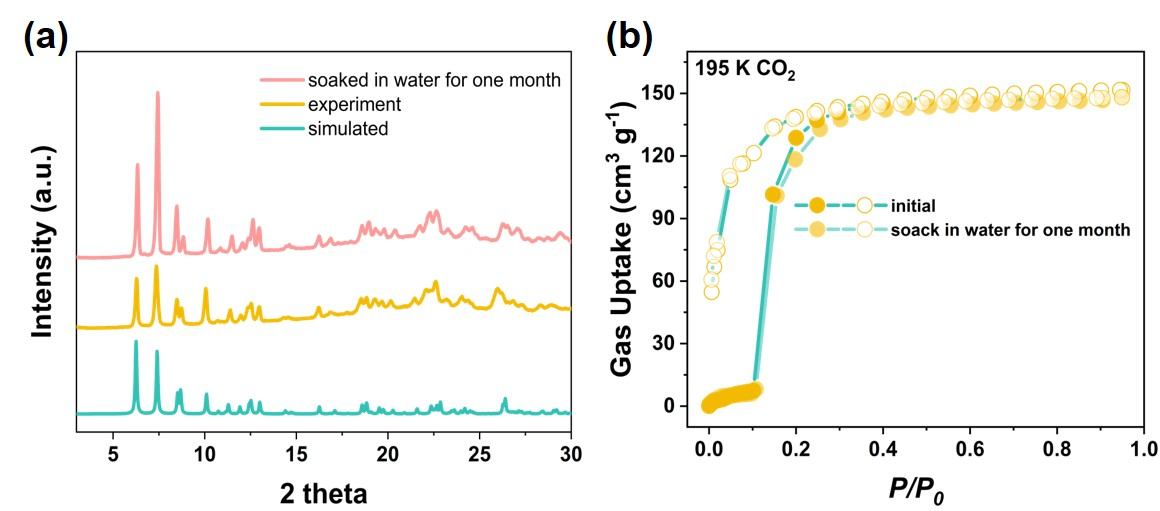 (a)
soaked in water for one month
experiment
simulated
Intensity (a.u.)
5 10 15 20 25 30
2 theta
(b)
195 K CO₂
150
120
90
60
30
0
initial
soack in water for one month
Gas Uptake (cm³ g⁻¹)
0.0 0.2 0.4 0.6 0.8 1.0
P/P₀